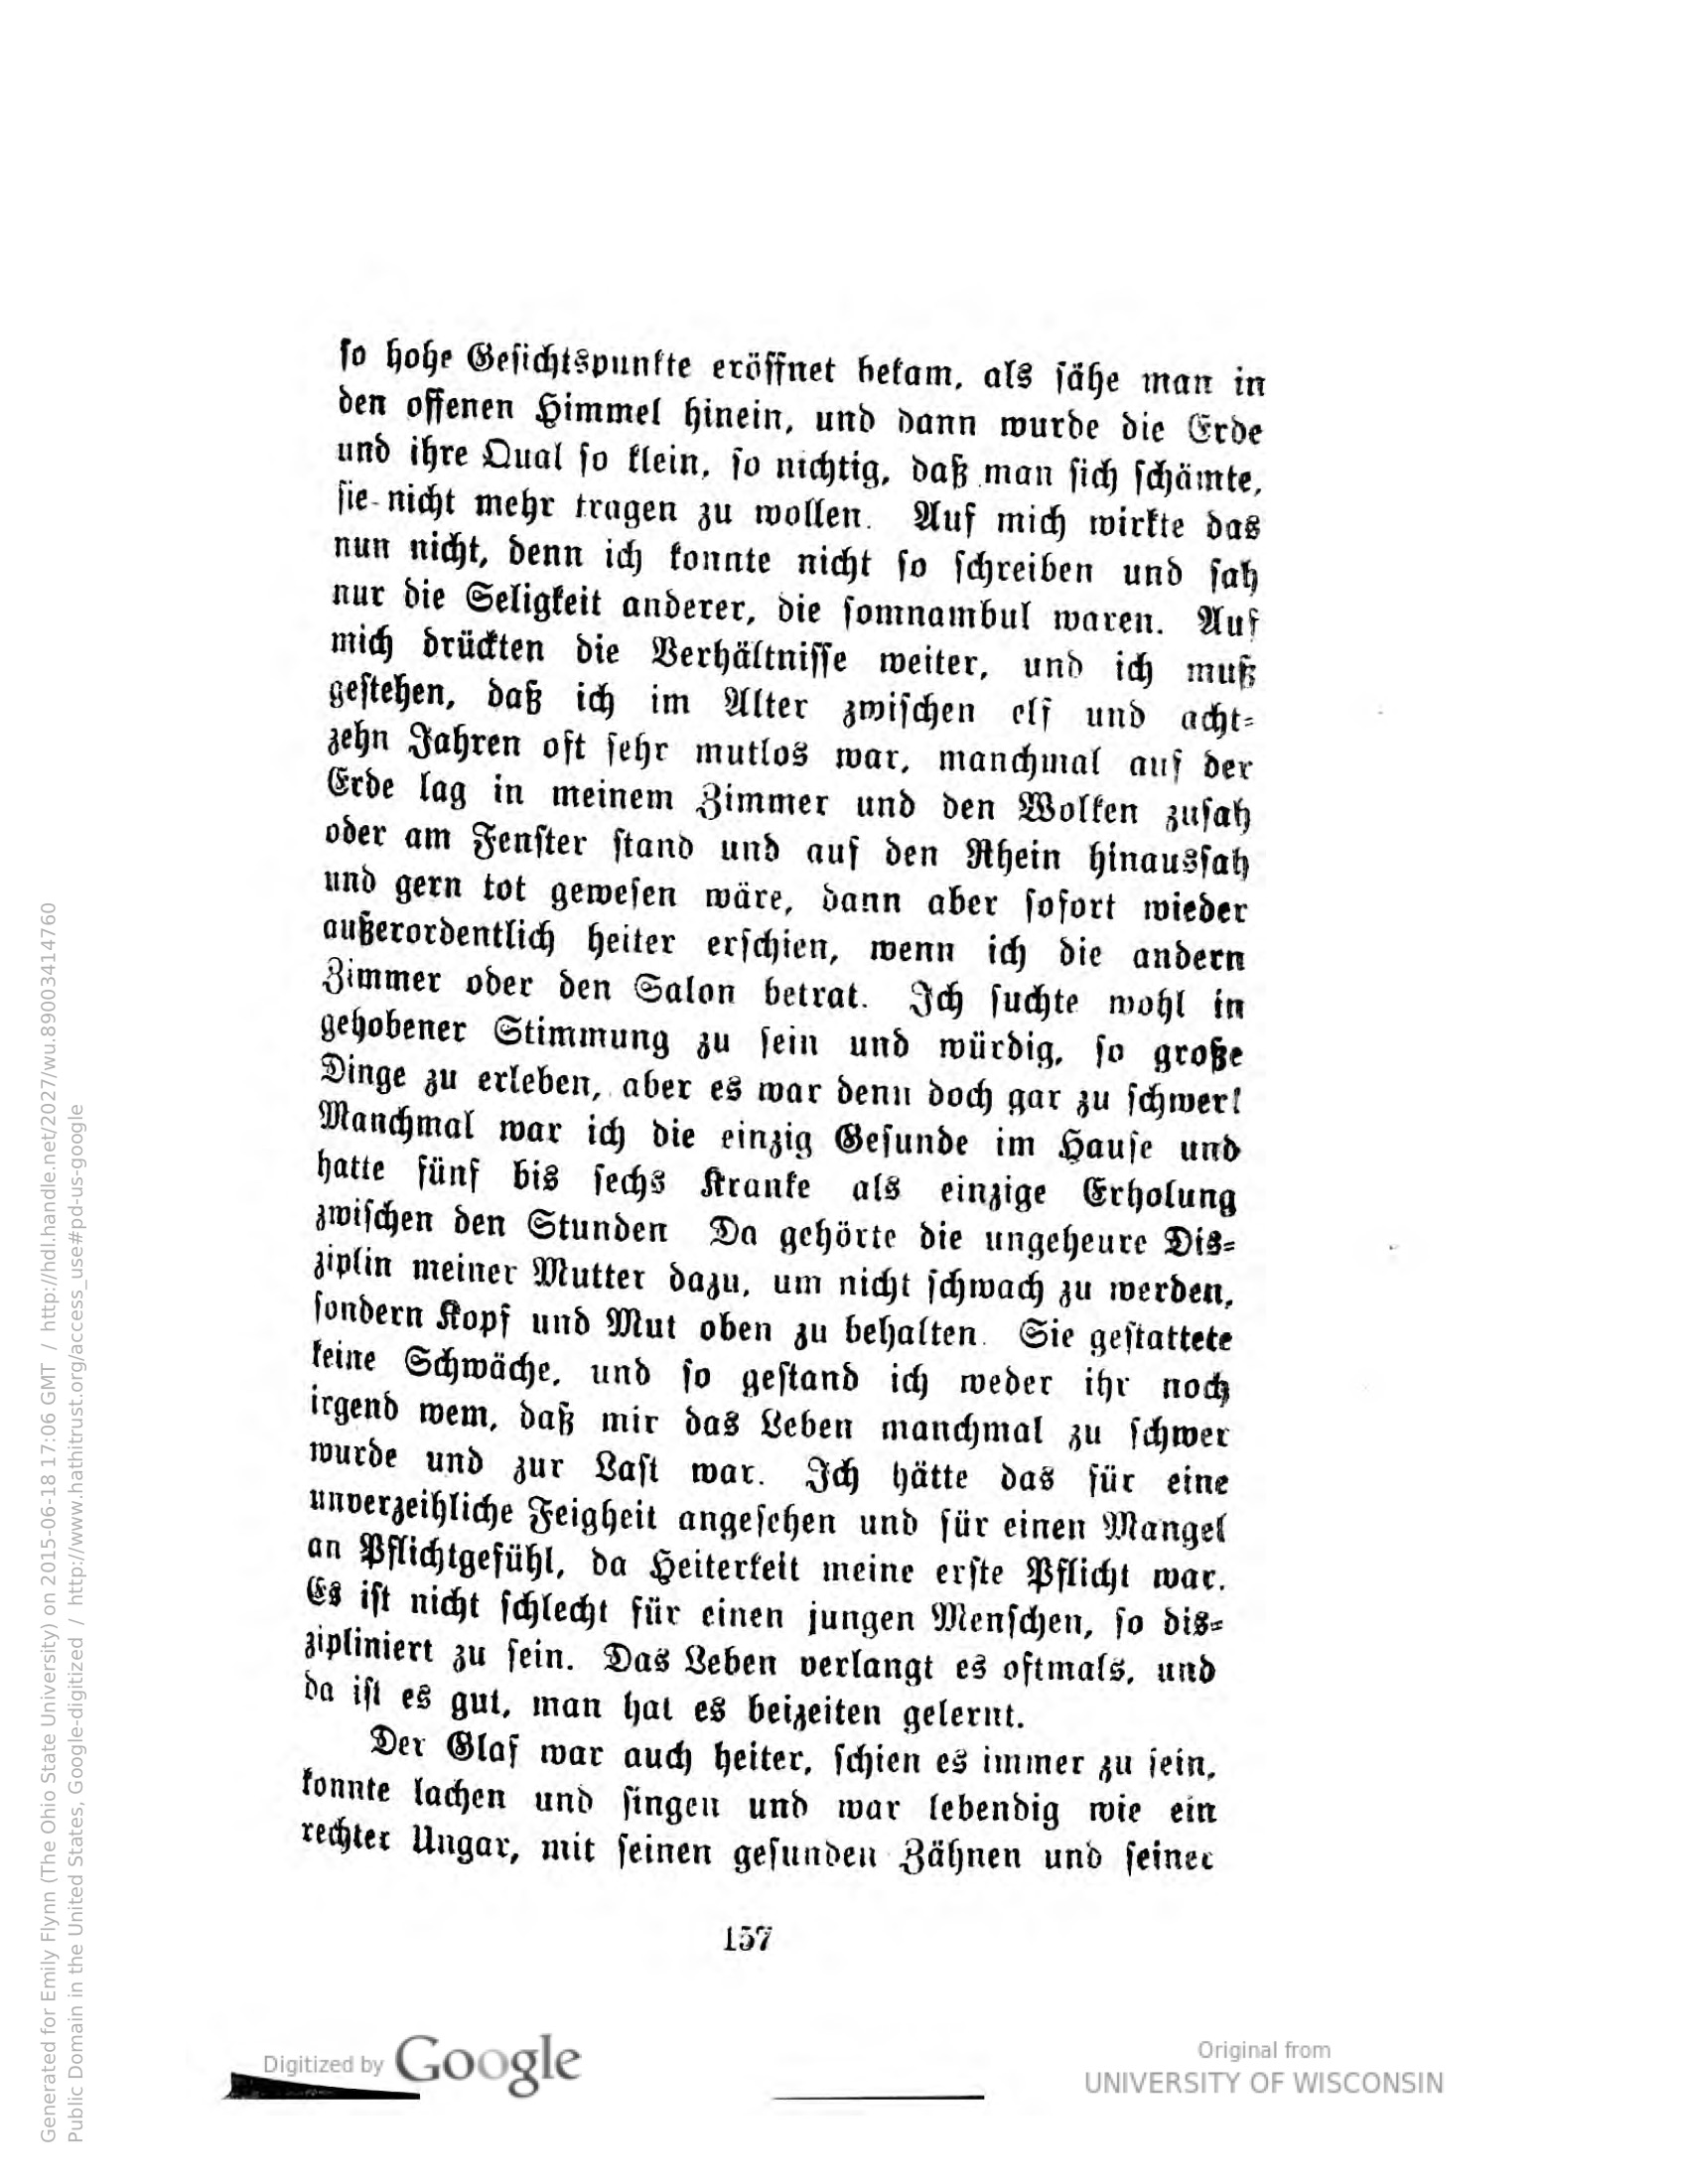 so hohe Gesichtspunkte eröffnet bekam, als sähe man in
den offenen Himmel hinein, und dann wurde die Erde
und ihre Qual so klein, so nichtig, daß man sich schämte,
sie nicht mehr tragen zu wollen. Auf mich wirkte das
nun nicht, denn ich konnte nicht so schreiben und sah
nur die Seligkeit anderer, die somnambul waren. Auf
mich drückten die Verhältnisse weiter, und ich muß
gestehen, daß ich im Alter zwischen elf und acht-
zehn Jahren oft sehr mutlos war, manchmal auf der
Erde lag in meinem Zimmer und den Wolken zusah
oder am Fenster stand und auf den Rhein hinaussah
und gern tot gewesen wäre, dann aber sofort wieder
außerordentlich heiter erschien, wenn ich die andern
Zimmer oder den Salon betrat. Ich suchte wohl in
gehobener Stimmung zu sein und würdig, so große
Dinge zu erleben, aber es war denn doch gar zu schwer!
Manchmal war ich die einzig Gesunde im Hause und
hatte fünf bis sechs Kranke als einzige Erholung
zwischen den Stunden Da gehörte die ungeheure Dis-
ziplin meiner Mutter dazu, um nicht schwach zu werden,
sondern Kopf und Mut oben zu behalten. Sie gestattete
keine Schwäche, und so gestand ich weder ihr noch
irgend wem, daß mir das Leben manchmal zu schwer
wurde und zur Last war. Ich hätte das für eine
unverzeihliche Feigheit angesehen und für einen Mangel
an Pflichtgefühl, da Heiterkeit meine erste Pflicht war.
Es ist nicht schlecht für einen jungen Menschen, so dis-
zipliniert zu sein. Das Leben verlangt es oftmals, und
da ist es gut, man hat es beizeiten gelernt.
Der Glaf war auch heiter, schien es immer zu sein,
konnte lachen und singen und war lebendig wie ein
rechter Ungar, mit seinen gesunden Zähnen und seiner
157
Digitized by Google
Original from
UNIVERSITY OF WISCONSIN
Generated for Emily Flynn (The Ohio State University) on 2015-06-18 17:06 GMT / http://hdl.handle.net/2027/wu.89003414760
Public Domain in the United States, Google-digitized / http://www.hathitrust.org/access_use#pd-us-google